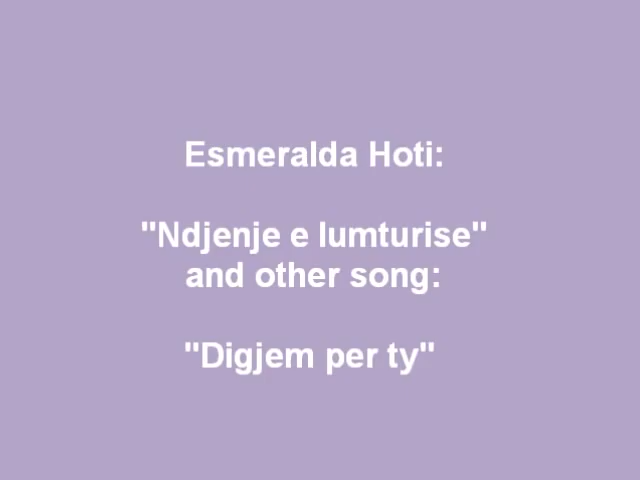 Esmeralda Hoti:
"Ndjenje e lumturise"
and other song:
"Digjem per ty"